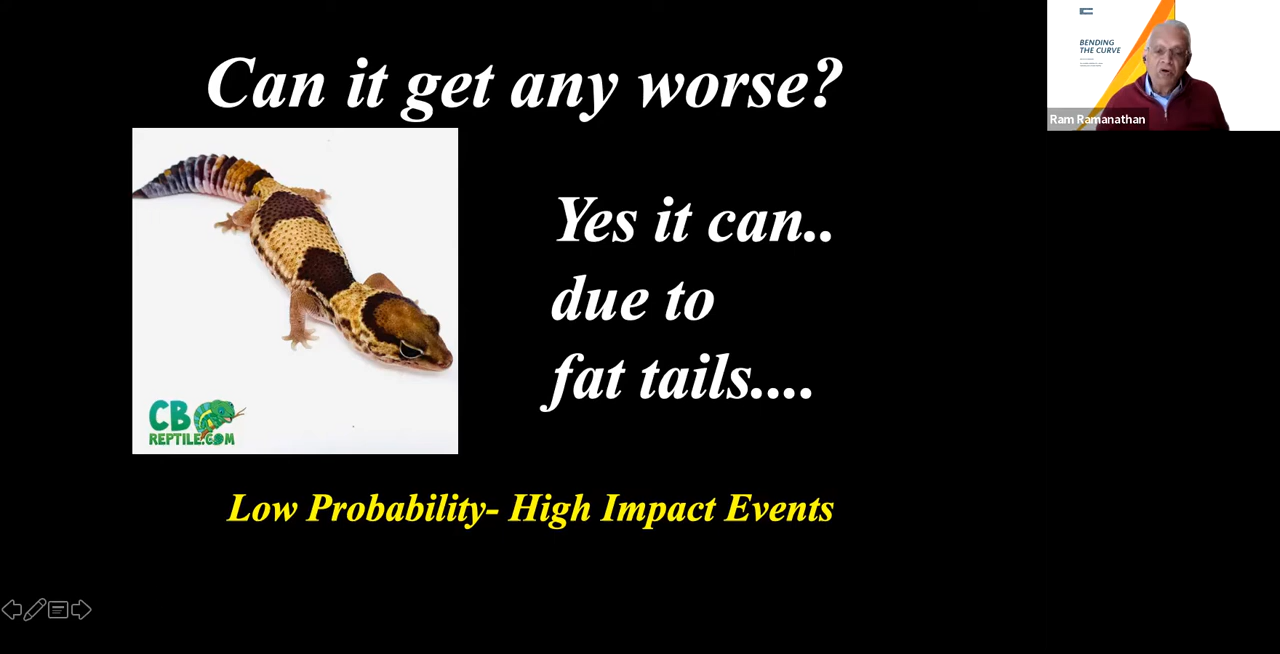 Can it get any worse?
BENDING
THE CURVE
Ram Ramanathan
Yes it can..
due to
fat tails....
CB
REPTILE.COM
Low Probability- High Impact Events